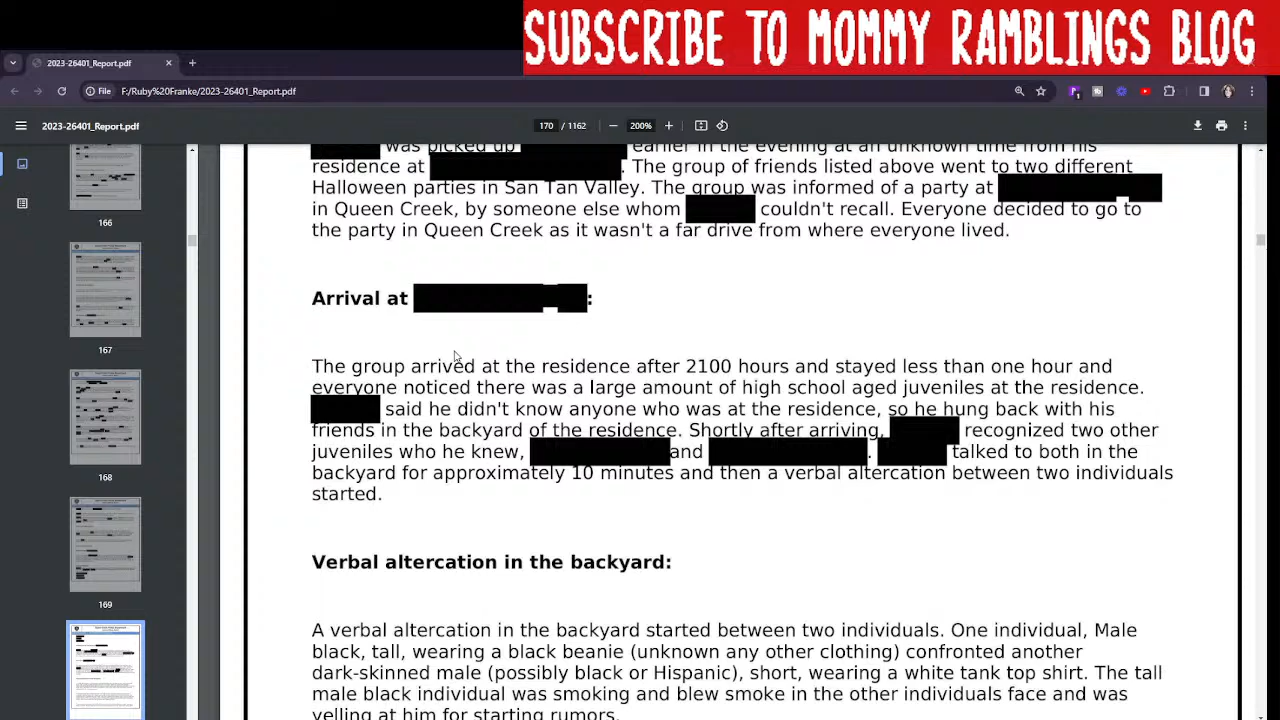 SUBSCRIBE TO MOMMY RAMBLINGS BLOG
2023-26401_Report.pdf
File F:/Ruby%20Franke/2023-26401_Report.pdf
2023-26401_Report.pdf 170 / 1162 200%
was picked up earlier in the evening at an unknown time from his
residence at . The group of friends listed above went to two different
Halloween parties in San Tan Valley. The group was informed of a party at
in Queen Creek, by someone else whom couldn't recall. Everyone decided to go to
the party in Queen Creek as it wasn't a far drive from where everyone lived.
Arrival at :
The group arrived at the residence after 2100 hours and stayed less than one hour and
everyone noticed there was a large amount of high school aged juveniles at the residence.
said he didn't know anyone who was at the residence, so he hung back with his
friends in the backyard of the residence. Shortly after arriving, recognized two other
juveniles who he knew, and . talked to both in the
backyard for approximately 10 minutes and then a verbal altercation between two individuals
started.
Verbal altercation in the backyard:
A verbal altercation in the backyard started between two individuals. One individual, Male
black, tall, wearing a black beanie (unknown any other clothing) confronted another
dark-skinned male (possibly black or Hispanic), short, wearing a white tank top shirt. The tall
male black individual was smoking and blew smoke in the other individuals face and was
yelling at him for starting rumors.
166
167
168
169